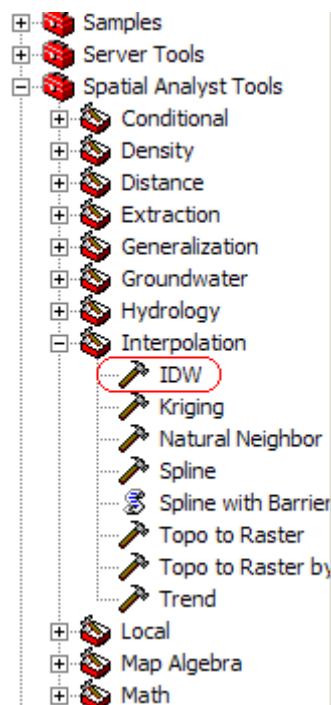 Samples
Server Tools
Spatial Analyst Tools
Conditional
Density
Distance
Extraction
Generalization
Groundwater
Hydrology
Interpolation
IDW
Kriging
Natural Neighbor
Spline
Spline with Barrier
Topo to Raster
Topo to Raster by
Trend
Local
Map Algebra
Math